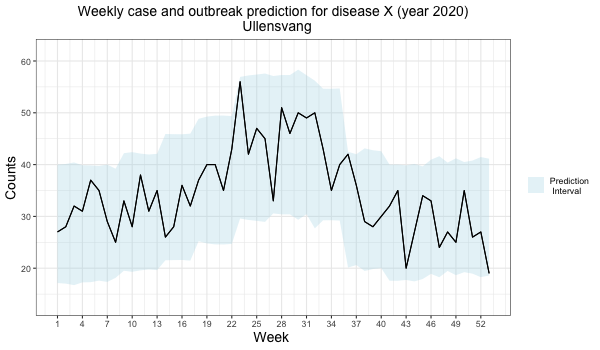 Weekly case and outbreak prediction for disease X (year 2020)
Ullensvang
Counts
60
50
40
30
20
1 4 7 10 13 16 19 22 25 28 31 34 37 40 43 46 49 52
Week
Prediction
Interval